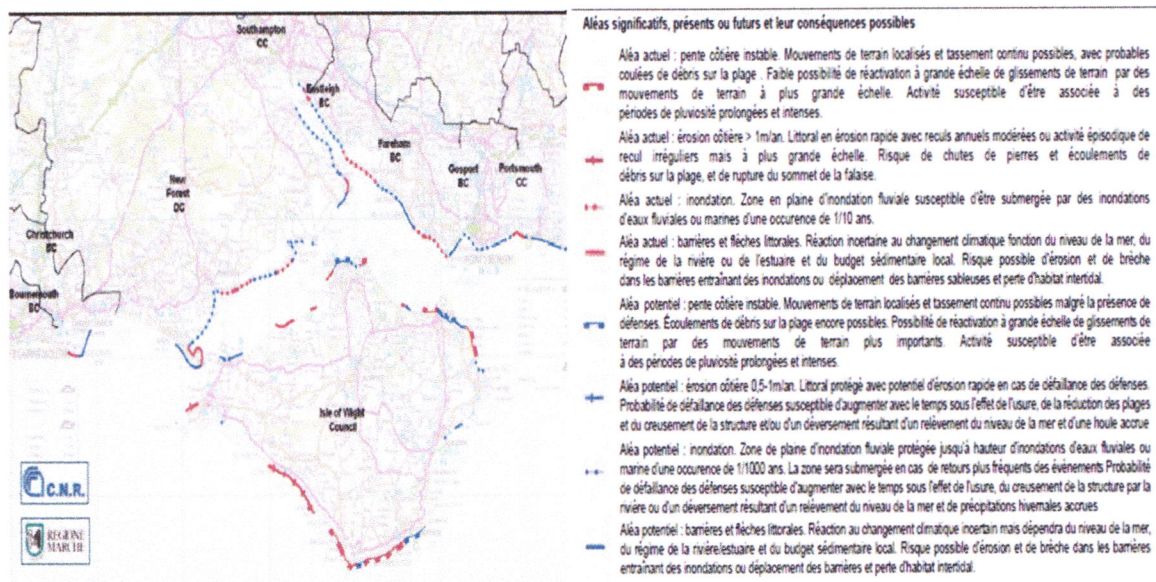 Southampton
CC
Eastleigh
BC
Fareham
BC
Gosport
BC
Portsmouth
CC
New
Forest
DC
Christchurch
BC
Bournemouth
BC
Isle of Wight
Council
C.N.R.
REGIONE
MARCHE
Aléas significatifs, présents ou futurs et leur conséquences possibles
Aléa actuel : pente côtière instable. Mouvements de terrain localisés et tassement continu possibles, avec probables
coulées de débris sur la plage . Faible possibilité de réactivation à grande échelle de glissements de terrain par des
mouvements de terrain à plus grande échelle. Activité susceptible d'être associée à des
périodes de pluviosité prolongées et intenses.
Aléa actuel : érosion côtière > 1m/an. Littoral en érosion rapide avec reculs annuels modérées ou activité épisodique de
recul irréguliers mais à plus grande échelle. Risque de chutes de pierres et écoulements de
débris sur la plage, et de rupture du sommet de la falaise.
Aléa actuel : inondation. Zone en plaine d'inondation fluviale susceptible d'être submergée par des inondations
d'eaux fluviales ou marines d'une occurence de 1/10 ans.
Aléa actuel : barrières et flèches littorales. Réaction incertaine au changement climatique fonction du niveau de la mer, du
régime de la rivière ou de l'estuaire et du budget sédimentaire local. Risque possible d'érosion et de brèche
dans les barrières entraînant des inondations ou déplacement des barrières sableuses et perte d'habitat intertidal.
Aléa potentiel : pente côtière instable. Mouvements de terrain localisés et tassement continu possibles malgré la présence de
défenses. Écoulements de débris sur la plage encore possibles. Possibilité de réactivation à grande échelle de glissements de
terrain par des mouvements de terrain plus importants. Activité susceptible d'être associée
à des périodes de pluviosité prolongées et intenses.
Aléa potentiel : érosion côtière 0,5-1m/an. Littoral protégé avec potentiel d'érosion rapide en cas de défaillance des défenses.
Probabilité de défaillance des défenses susceptible d'augmenter avec le temps sous l'effet de l'usure, de la réduction des plages
et du creusement de la structure et/ou d'un déversement résultant d'un relèvement du niveau de la mer et d'une houle accrue
Aléa potentiel : inondation. Zone de plaine d'inondation fluviale protégée jusqu'à hauteur d'inondations d'eaux fluviales ou
marine d'une occurence de 1/1000 ans. La zone sera submergée en cas de retours plus fréquents des événements Probabilité
de défaillance des défenses susceptible d'augmenter avec le temps sous l'effet de l'usure, du creusement de la structure par la
rivière ou d'un déversement résultant d'un relèvement du niveau de la mer et de précipitations hivernales accrues
Aléa potentiel : barrières et flèches littorales. Réaction au changement climatique incertain mais dépendra du niveau de la mer,
du régime de la rivière/estuaire et du budget sédimentaire local. Risque possible d'érosion et de brèche dans les barrières
entraînant des inondations ou déplacement des barrières et perte d'habitat intertidal.